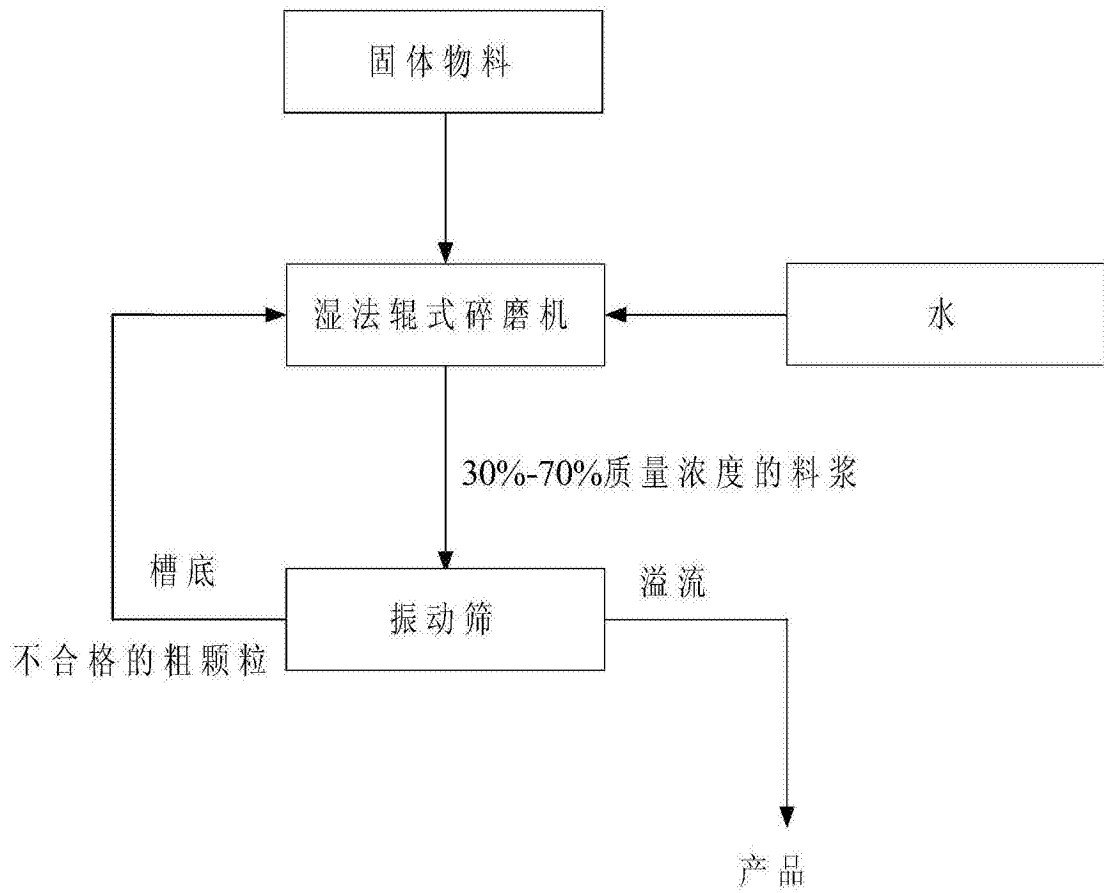 固体物料
湿法辊式碎磨机
水
30%-70%质量浓度的料浆
槽底
溢流
振动筛
不合格的粗颗粒
产品